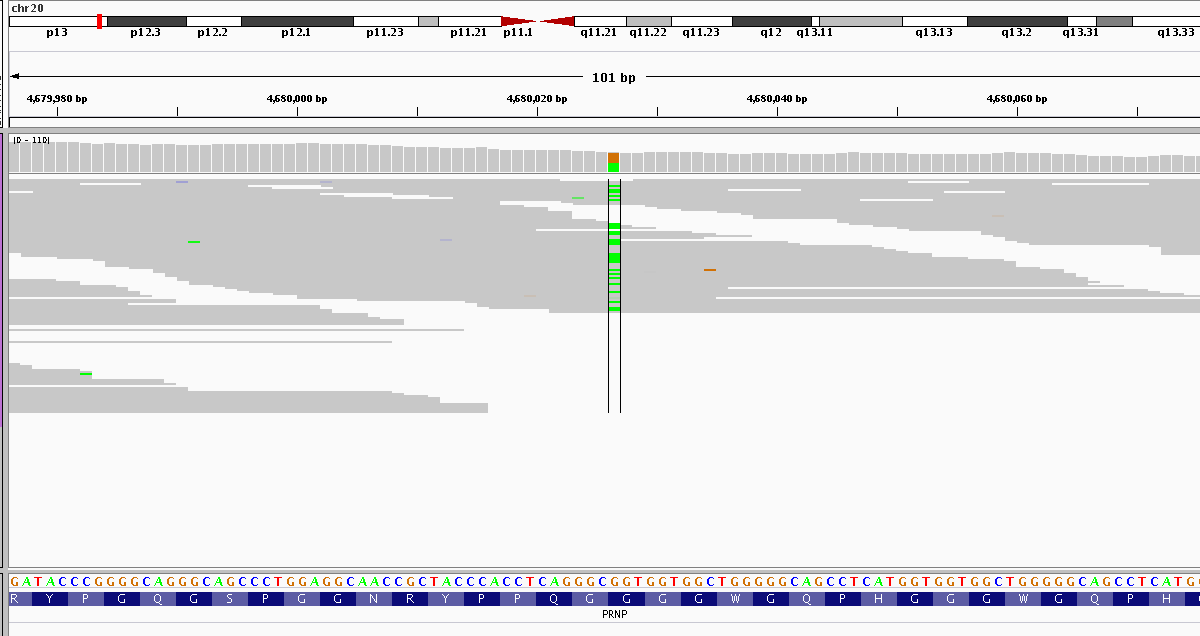 chr20
p13 p12.3 p12.2 p12.1 p11.23 p11.21 p11.1 q11.21 q11.22 q11.23 q12 q13.11 q13.13 q13.2 q13.31 q13.33
101 bp
4,679,980 bp 4,680,000 bp 4,680,020 bp 4,680,040 bp 4,680,060 bp
[0 - 110]
GATACCCGGGGCAGGGCAGCCCTGGAGGCAACCGCTACCCACCTCAGGGCGGTGGTGGCTGGGGGCAGCCTCATGGTGGTGGCTGGGGGCAGCCTCATG
R Y P G Q G S P G G N R Y P P Q G G G G W G Q P H G G G W G Q P H
PRNP